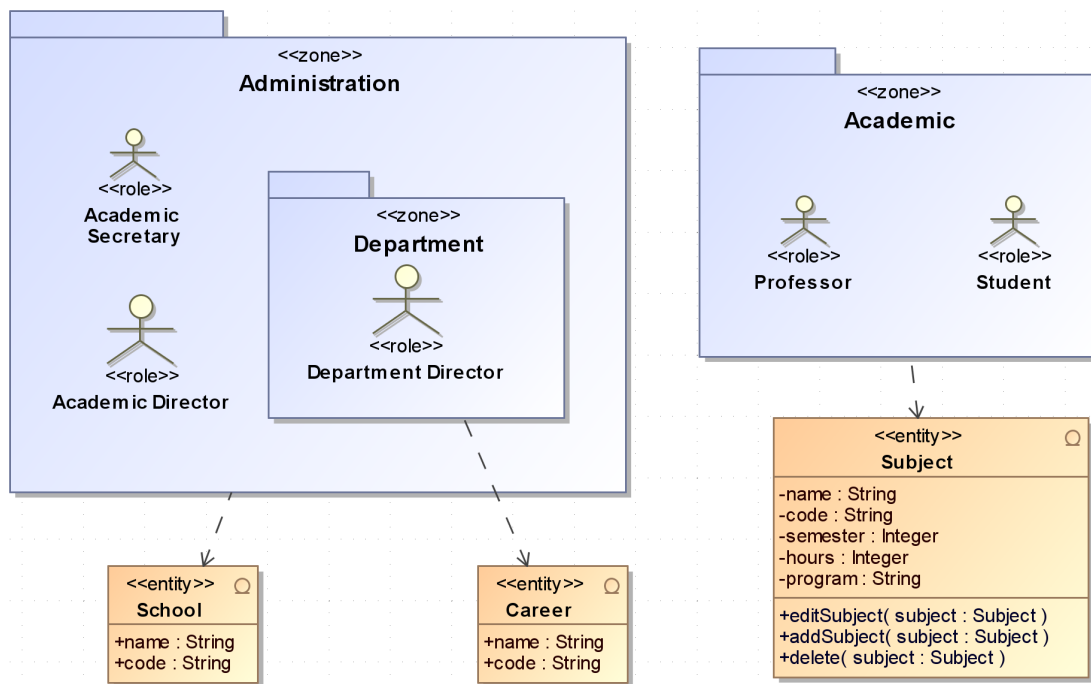 <<zone>>
Administration
<<role>>
Academic
Secretary
<<role>>
Academic Director
<<zone>>
Department
<<role>>
Department Director
<<zone>>
Academic
<<role>>
Professor
<<role>>
Student
<<entity>>
School
+name : String
+code : String
<<entity>>
Career
+name : String
+code : String
<<entity>>
Subject
-name : String
-code : String
-semester : Integer
-hours : Integer
-program : String
+editSubject( subject : Subject )
+addSubject( subject : Subject )
+delete( subject : Subject )